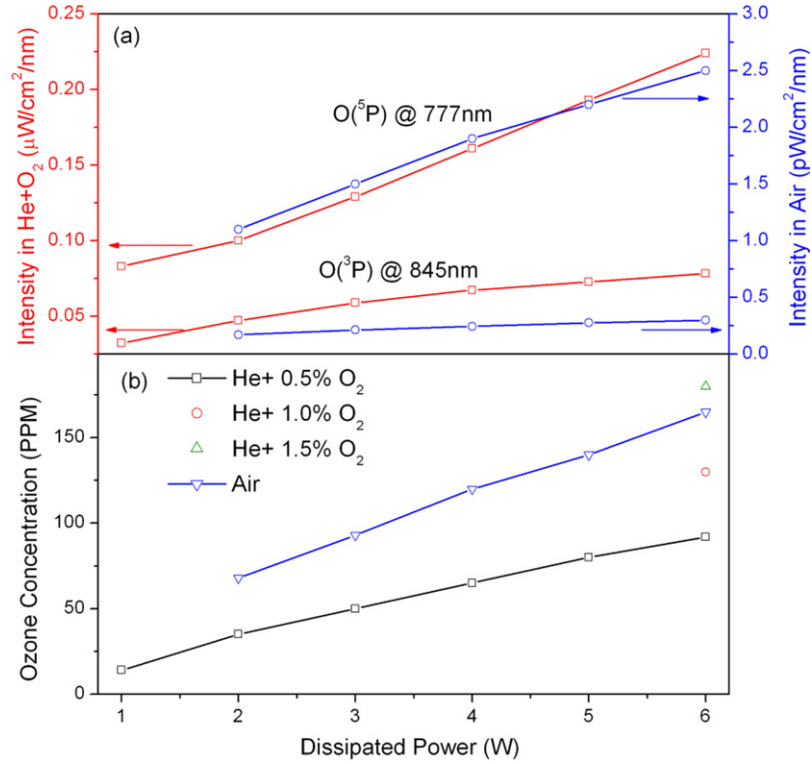 (a)
0.25
0.20
0.15
0.10
0.05
Intensity in He+O₂ (μW/cm²/nm)
O(⁵P) @ 777nm
O(³P) @ 845nm
3.0
2.5
2.0
1.5
1.0
0.5
0.0
Intensity in Air (pW/cm²/nm)
(b)
He+ 0.5% O₂
He+ 1.0% O₂
He+ 1.5% O₂
Air
150
100
50
0
Ozone Concentration (PPM)
1 2 3 4 5 6
Dissipated Power (W)